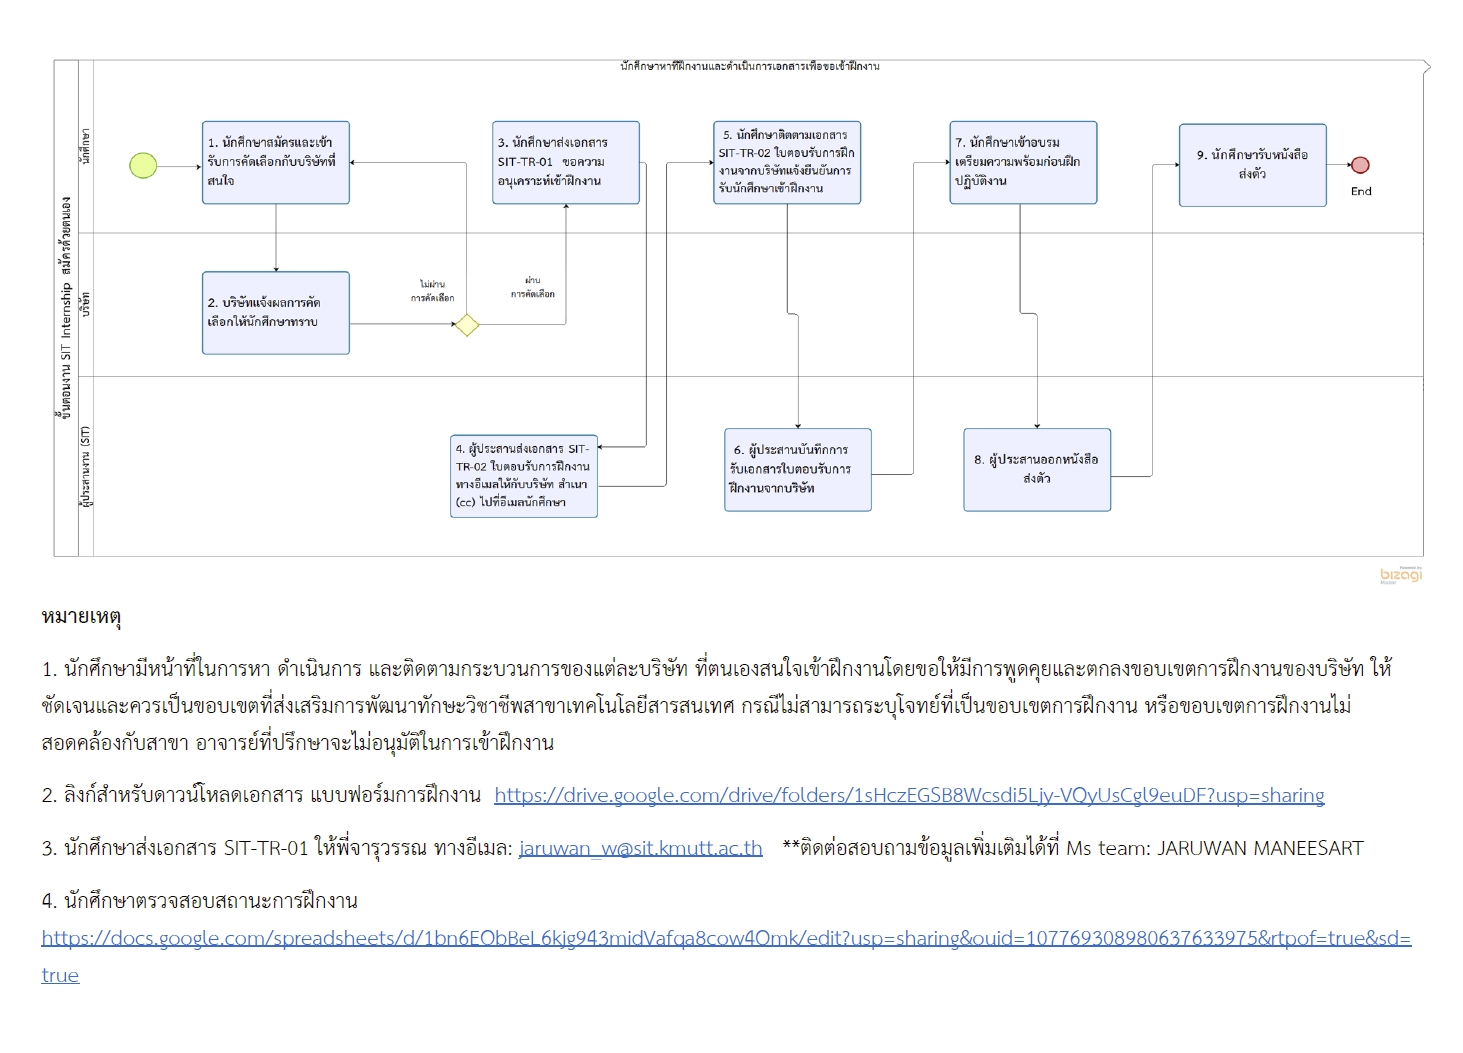 นักศึกษาหาที่ฝึกงานและดำเนินการเอกสารเพื่อขอเข้าฝึกงาน
ขั้นตอนงาน SIT Internship สมัครด้วยตนเอง
นักศึกษา
1. นักศึกษาสมัครและเข้า
รับการคัดเลือกกับบริษัทที่
สนใจ
3. นักศึกษาส่งเอกสาร
SIT-TR-01 ขอความ
อนุเคราะห์เข้าฝึกงาน
5. นักศึกษาติดตามเอกสาร
SIT-TR-02 ใบตอบรับการฝึก
งานจากบริษัทแจ้งยืนยันการ
รับนักศึกษาเข้าฝึกงาน
7. นักศึกษาเข้าอบรม
เตรียมความพร้อมก่อนฝึก
ปฏิบัติงาน
9. นักศึกษารับหนังสือ
ส่งตัว
End
บริษัท
2. บริษัทแจ้งผลการคัด
เลือกให้นักศึกษาทราบ
ไม่ผ่าน
การคัดเลือก
ผ่าน
การคัดเลือก
ผู้ประสานงาน (SIT)
4. ผู้ประสานส่งเอกสาร SIT-
TR-02 ใบตอบรับการฝึกงาน
ทางอีเมลให้กับบริษัท สำเนา
(cc) ไปที่อีเมลนักศึกษา
6. ผู้ประสานบันทึกการ
รับเอกสารใบตอบรับการ
ฝึกงานจากบริษัท
8. ผู้ประสานออกหนังสือ
ส่งตัว
Powered by
bizagi
Modeler
หมายเหตุ
1. นักศึกษามีหน้าที่ในการหา ดำเนินการ และติดตามกระบวนการของแต่ละบริษัท ที่ตนเองสนใจเข้าฝึกงานโดยขอให้มีการพูดคุยและตกลงขอบเขตการฝึกงานของบริษัท ให้
ชัดเจนและควรเป็นขอบเขตที่ส่งเสริมการพัฒนาทักษะวิชาชีพสาขาเทคโนโลยีสารสนเทศ กรณีไม่สามารถระบุโจทย์ที่เป็นขอบเขตการฝึกงาน หรือขอบเขตการฝึกงานไม่
สอดคล้องกับสาขา อาจารย์ที่ปรึกษาจะไม่อนุมัติในการเข้าฝึกงาน
2. ลิงก์สำหรับดาวน์โหลดเอกสาร แบบฟอร์มการฝึกงาน https://drive.google.com/drive/folders/1sHczEGSB8Wcsdi5Ljy-VQyUsCgl9euDF?usp=sharing
3. นักศึกษาส่งเอกสาร SIT-TR-01 ให้พี่จารุวรรณ ทางอีเมล: jaruwan_w@sit.kmutt.ac.th **ติดต่อสอบถามข้อมูลเพิ่มเติมได้ที่ Ms team: JARUWAN MANEESART
4. นักศึกษาตรวจสอบสถานะการฝึกงาน
https://docs.google.com/spreadsheets/d/1bn6EObBeL6kjg943midVafqa8cow4Omk/edit?usp=sharing&ouid=107769308980637633975&rtpof=true&sd=
true